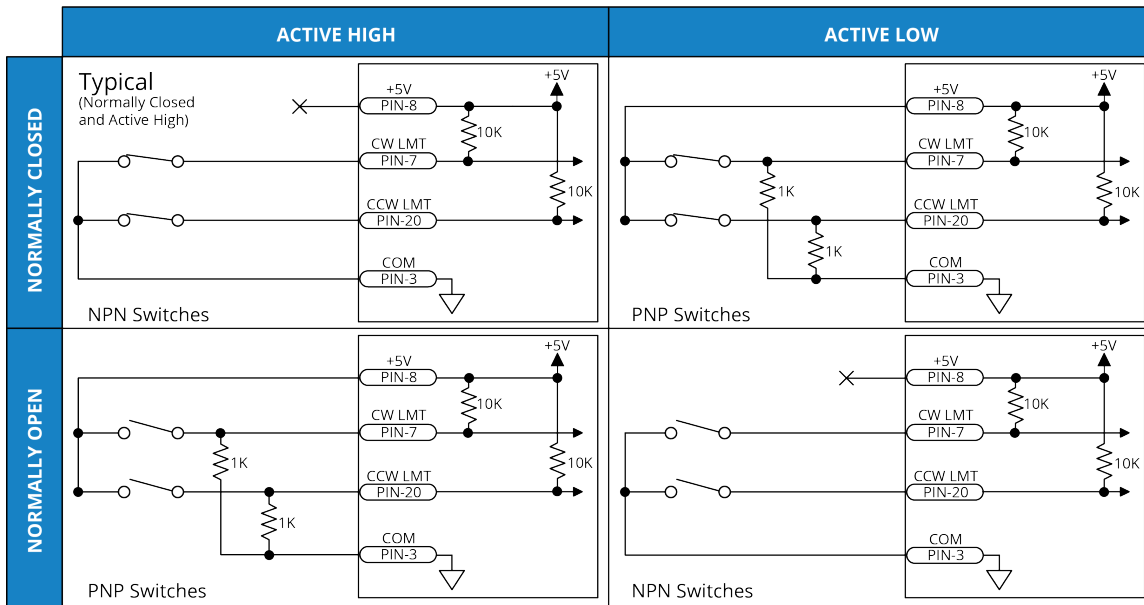 ACTIVE HIGH
ACTIVE LOW
NORMALLY CLOSED
Typical
(Normally Closed
and Active High)
+5V
+5V
PIN-8
10K
CW LMT
PIN-7
10K
CCW LMT
PIN-20
COM
PIN-3
NPN Switches
+5V
+5V
PIN-8
10K
CW LMT
PIN-7
1K
10K
CCW LMT
PIN-20
1K
COM
PIN-3
PNP Switches
NORMALLY OPEN
+5V
+5V
PIN-8
10K
CW LMT
PIN-7
1K
10K
CCW LMT
PIN-20
1K
COM
PIN-3
PNP Switches
+5V
+5V
PIN-8
10K
CW LMT
PIN-7
10K
CCW LMT
PIN-20
COM
PIN-3
NPN Switches